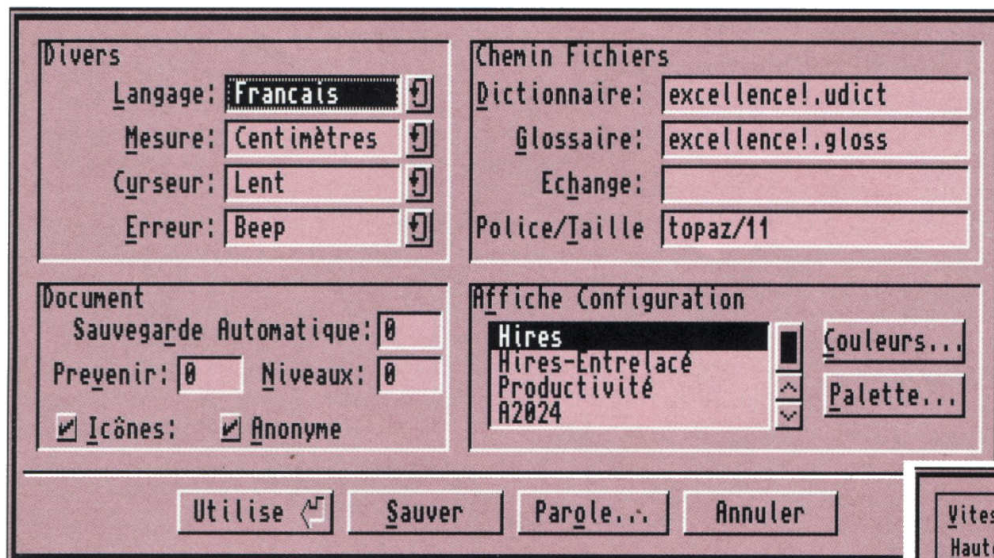 Divers
Langage: Francais
Mesure: Centimètres
Curseur: Lent
Erreur: Beep
Chemin Fichiers
Dictionnaire: excellence!.udict
Glossaire: excellence!.gloss
Echange:
Police/Taille topaz/11
Document
Sauvegarde Automatique: 0
Prevenir: 0 Niveaux: 0
Icônes: Anonyme
Affiche Configuration
Hires
Hires-Entrelacé
Productivité
A2024
Couleurs...
Palette...
Utilise Sauver Parole... Annuler